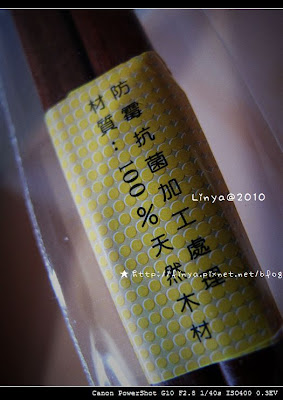 防霉抗菌加工處理
材質：100%天然木材
Linya@2010
★ http://linya.pixnet.net/blog
Canon PowerShot G10 F2.8 1/40s ISO400 0.3EV